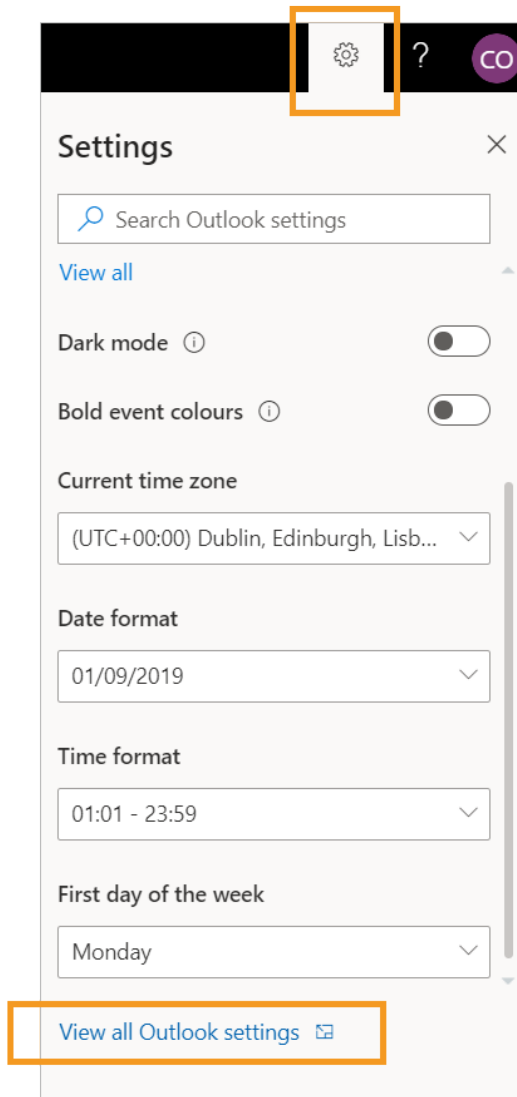 ?
CO
Settings
Search Outlook settings
View all
Dark mode
Bold event colours
Current time zone
(UTC+00:00) Dublin, Edinburgh, Lisb...
Date format
01/09/2019
Time format
01:01 - 23:59
First day of the week
Monday
View all Outlook settings